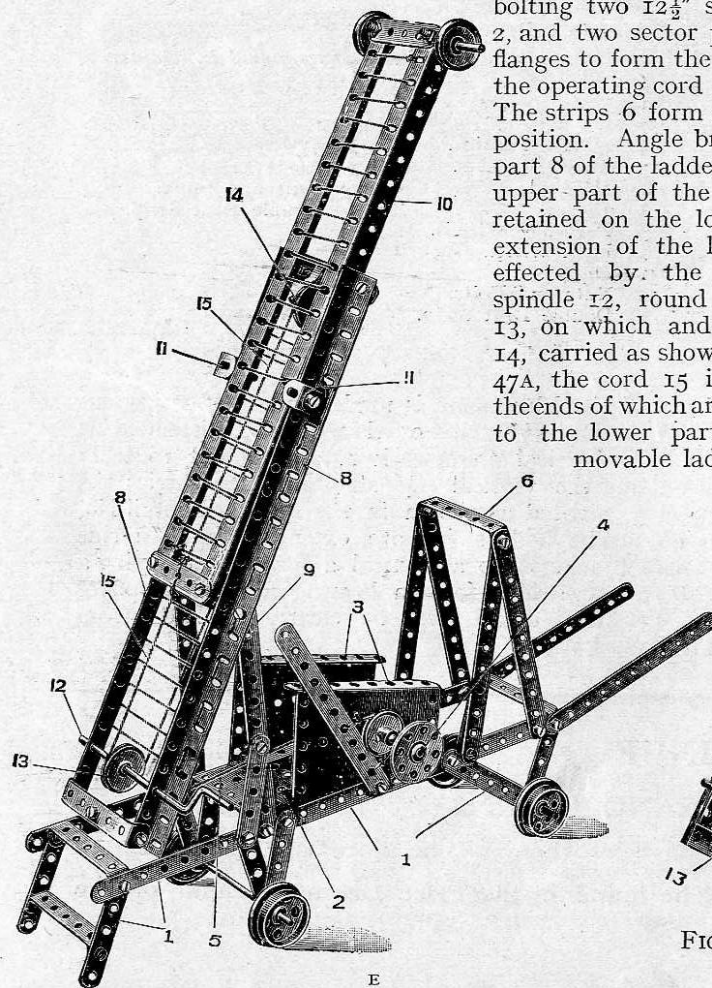 bolting two 12½" s
2, and two sector p
flanges to form the
the operating cord
The strips 6 form
position. Angle br
part 8 of the ladde
upper part of the
retained on the lo
extension of the l
effected by the
spindle 12, round
13, on which and
14, carried as show
47A, the cord 15 i
the ends of which ar
to the lower par
movable lad
10
14
15
11
11
8
6
4
8
9
3
15
12
13
1
2
5
1
13
FIG
E